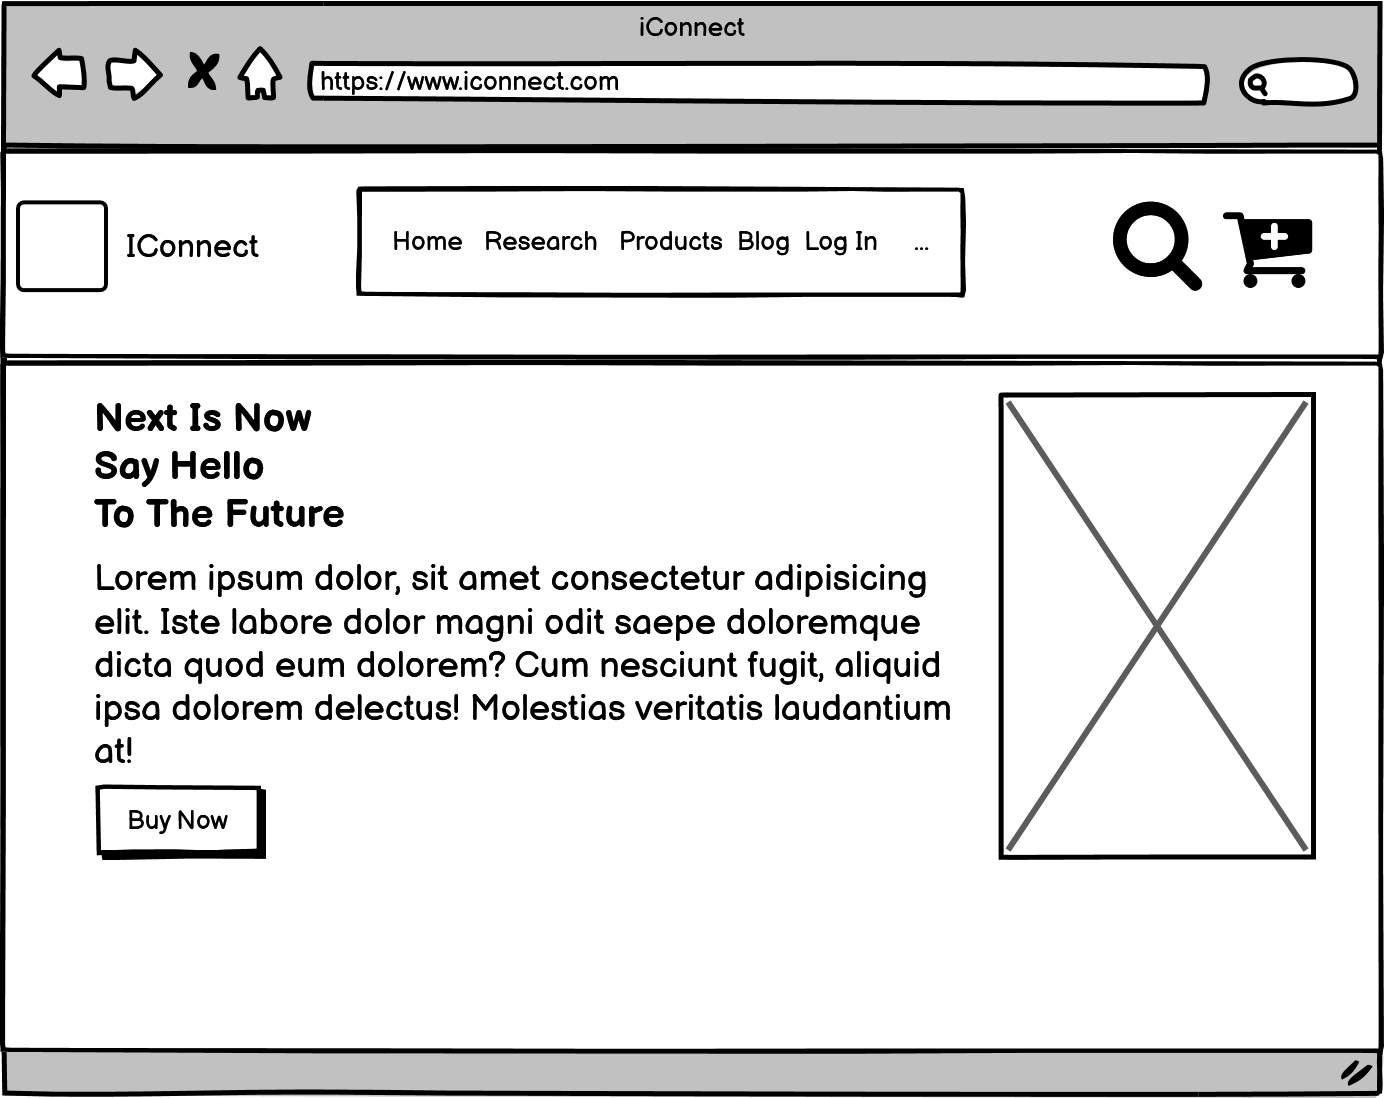 iConnect
https://www.iconnect.com
IConnect
Home Research Products Blog Log In ...
Next Is Now
Say Hello
To The Future
Lorem ipsum dolor, sit amet consectetur adipisicing
elit. Iste labore dolor magni odit saepe doloremque
dicta quod eum dolorem? Cum nesciunt fugit, aliquid
ipsa dolorem delectus! Molestias veritatis laudantium
at!
Buy Now